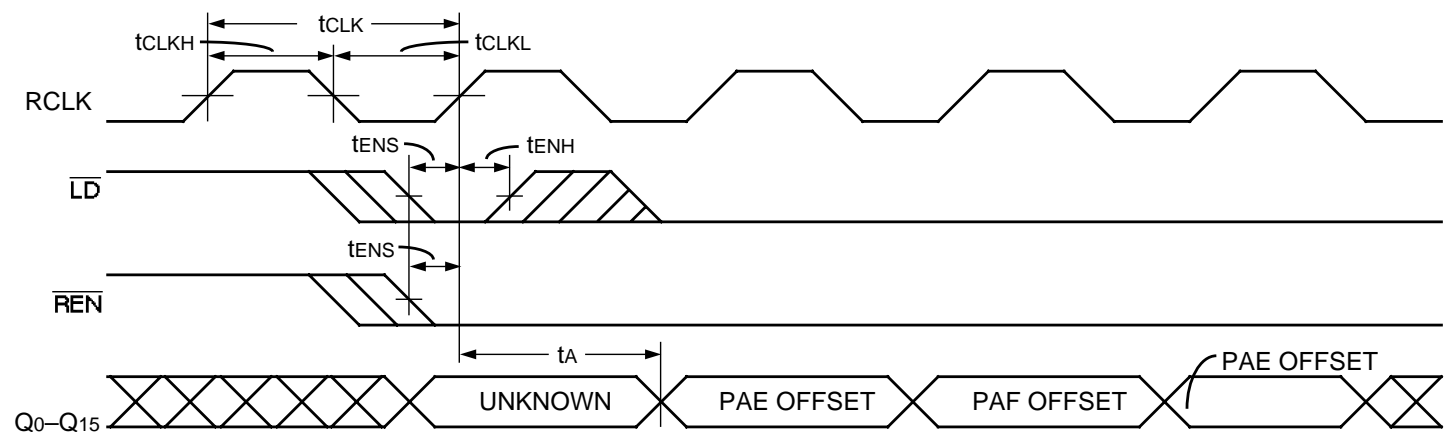 tCLK
tCLKH
tCLKL
RCLK
tENS
tENH
LD
tENS
REN
tA
PAE OFFSET
UNKNOWN
PAE OFFSET
PAF OFFSET
Q0–Q15